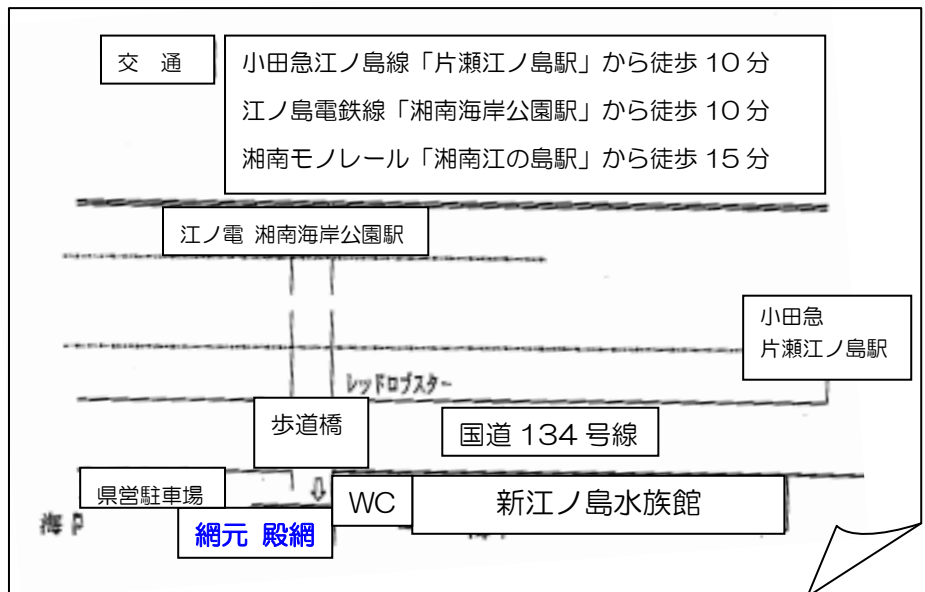 交 通
小田急江ノ島線「片瀬江ノ島駅」から徒歩 10 分
江ノ島電鉄線「湘南海岸公園駅」から徒歩 10 分
湘南モノレール「湘南江の島駅」から徒歩 15 分
江ノ電 湘南海岸公園駅
小田急
片瀬江ノ島駅
レッドロブスター
歩道橋
国道 134 号線
県営駐車場
WC
新江ノ島水族館
海
網元 殿網